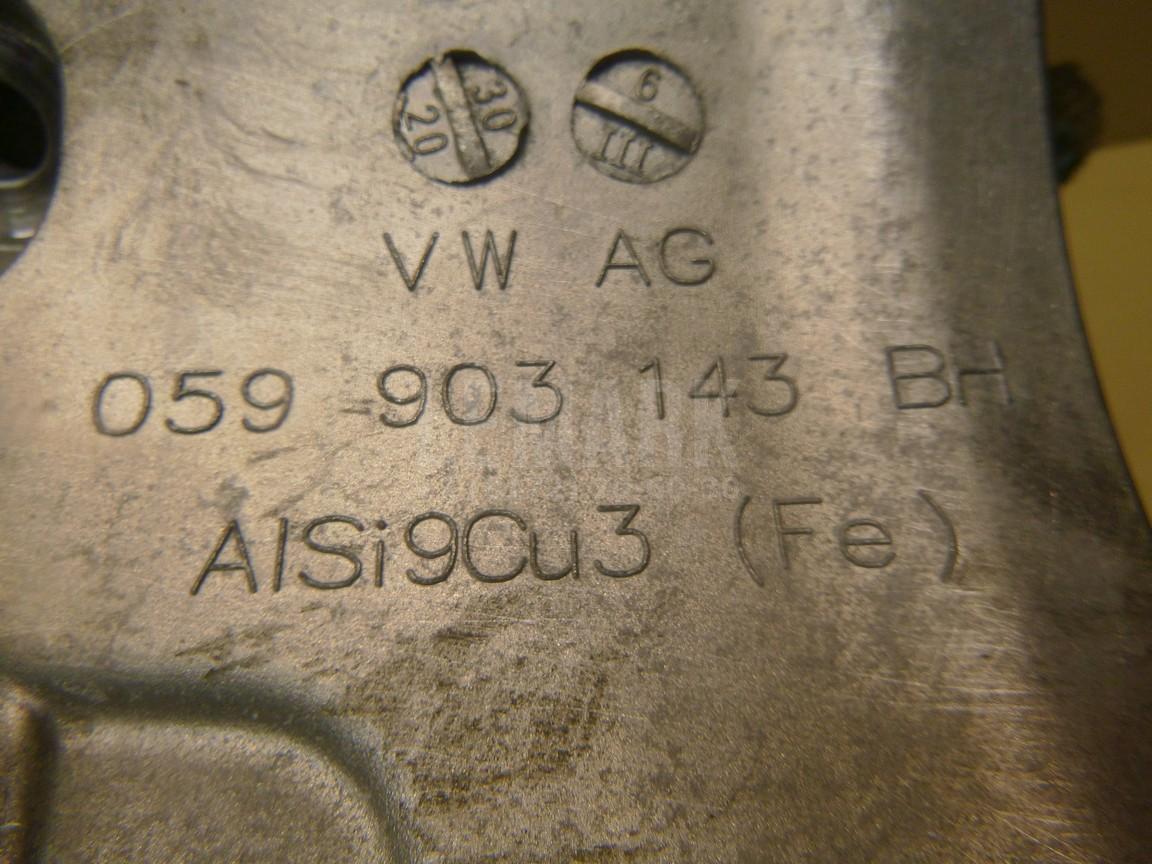 20 30
6 III
VW AG
059 903 143 BH
AlSi9Cu3 (Fe)